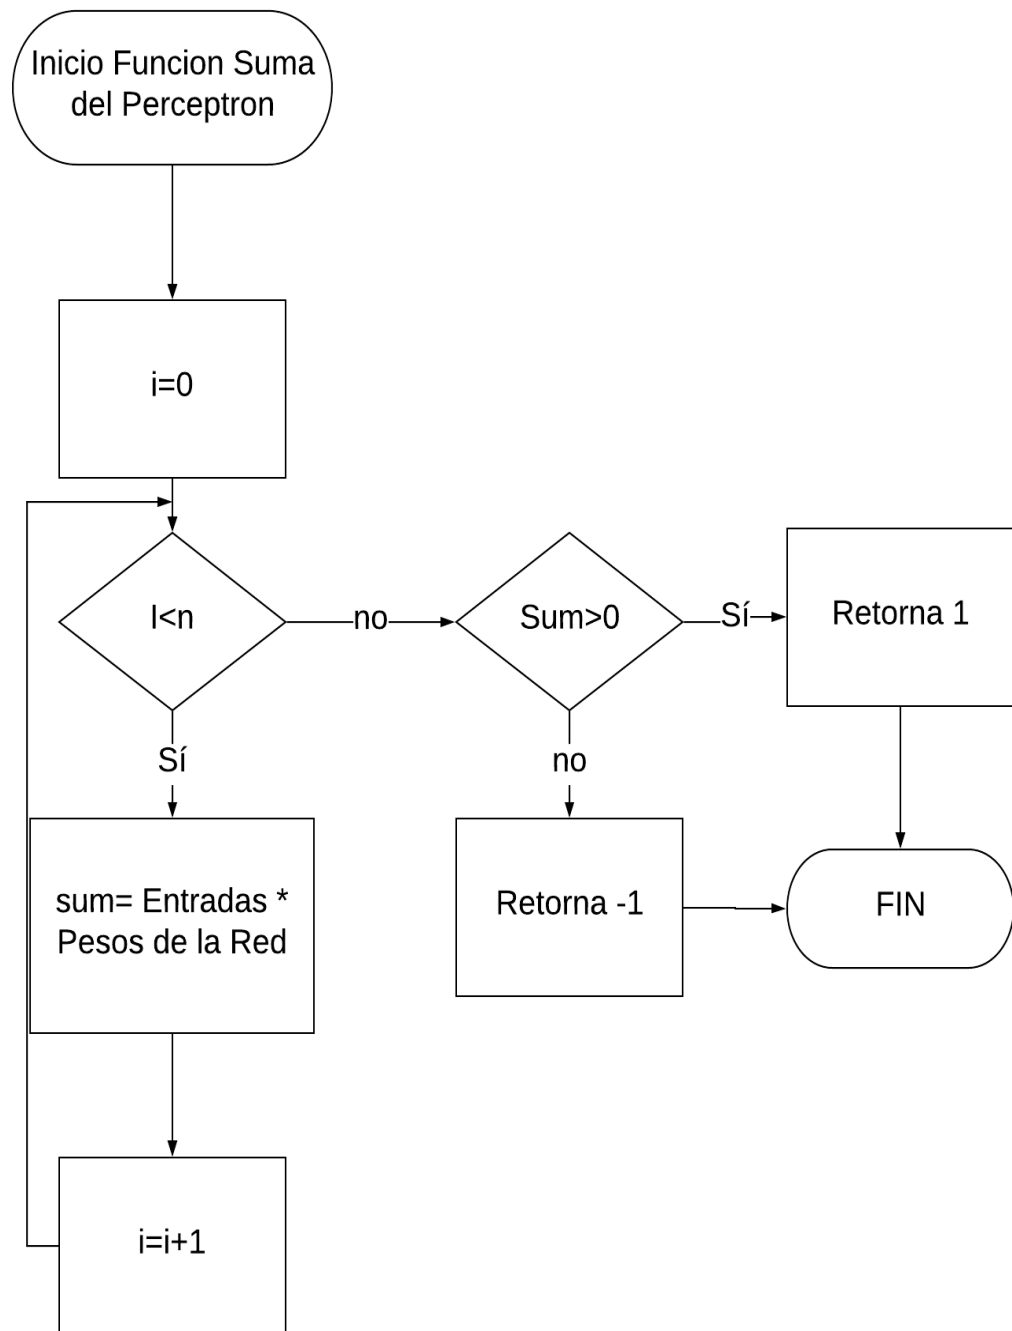 Inicio Funcion Suma
del Perceptron
i=0
I<n
no
Sum>0
Sí
Retorna 1
Sí
no
sum= Entradas *
Pesos de la Red
Retorna -1
FIN
i=i+1